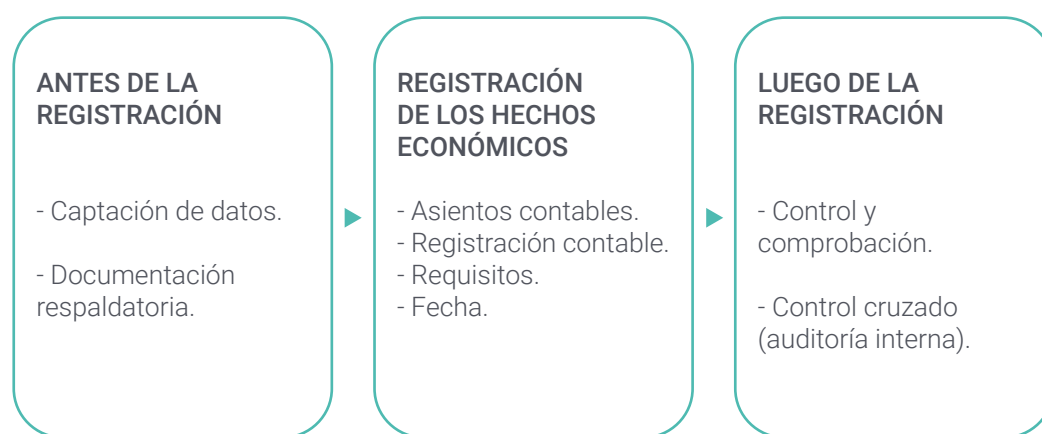 ANTES DE LA
REGISTRACIÓN
- Captación de datos.
- Documentación
respaldatoria.
REGISTRACIÓN
DE LOS HECHOS
ECONÓMICOS
- Asientos contables.
- Registración contable.
- Requisitos.
- Fecha.
LUEGO DE LA
REGISTRACIÓN
- Control y
comprobación.
- Control cruzado
(auditoría interna).